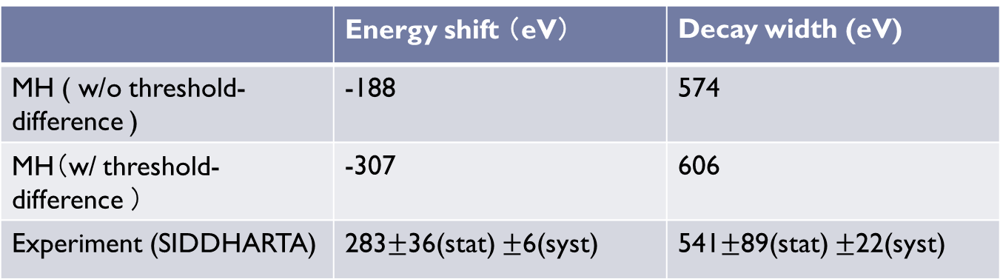 Energy shift（eV）
Decay width (eV)
MH ( w/o threshold-
difference )
-188
574
MH（w/ threshold-
difference ）
-307
606
Experiment (SIDDHARTA)
283±36(stat) ±6(syst)
541±89(stat) ±22(syst)